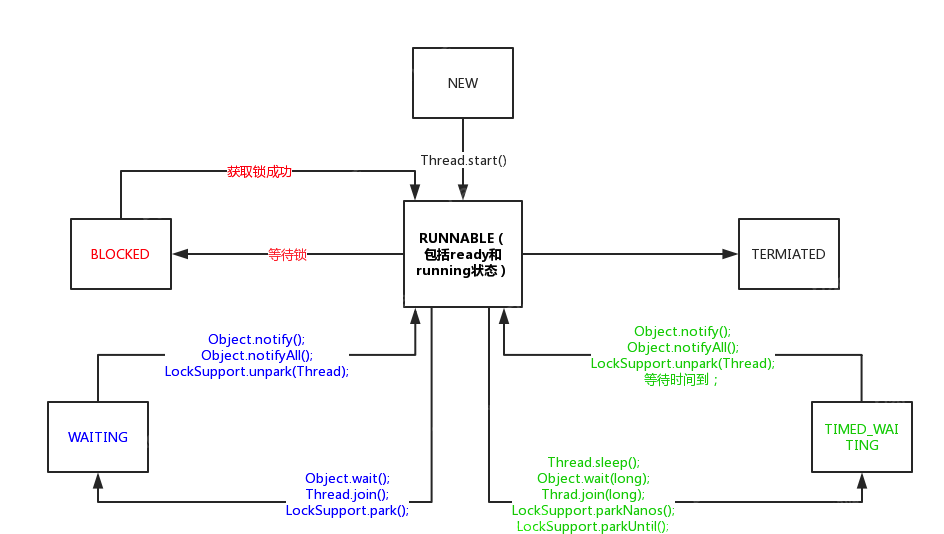 NEW
Thread.start()
获取锁成功
RUNNABLE（
包括ready和
running状态）
BLOCKED
等待锁
TERMIATED
Object.notify();
Object.notifyAll();
LockSupport.unpark(Thread);
Object.notify();
Object.notifyAll();
LockSupport.unpark(Thread);
等待时间到；
WAITING
TIMED_WAI
TING
Object.wait();
Thread.join();
LockSupport.park();
Thread.sleep();
Object.wait(long);
Thrad.join(long);
LockSupport.parkNanos();
LockSupport.parkUntil();